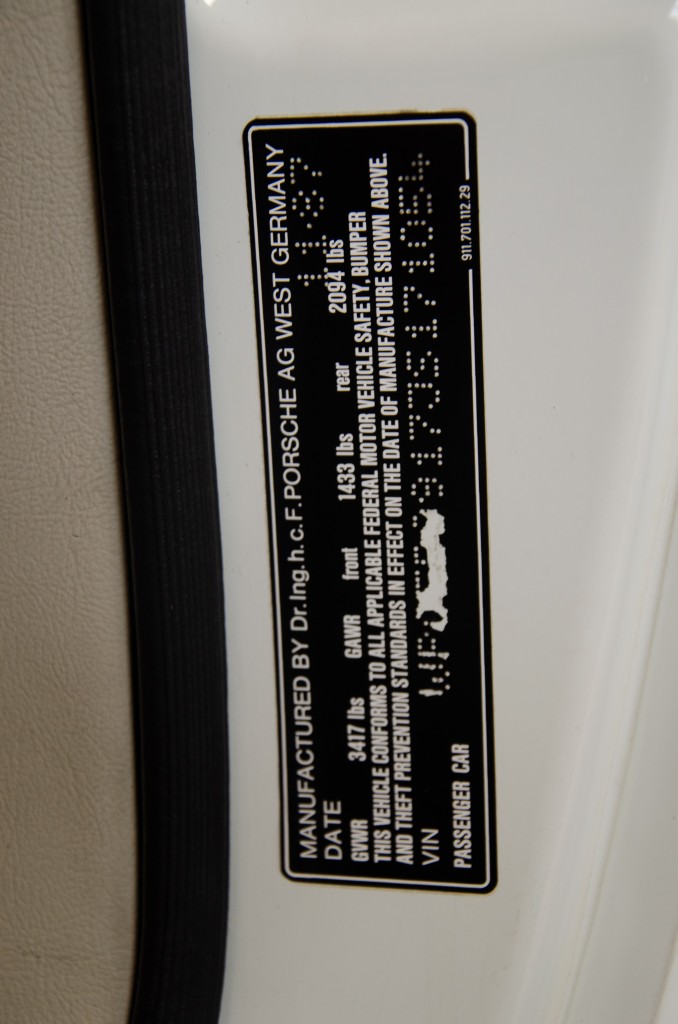 MANUFACTURED BY Dr.Ing.h.c.F.PORSCHE AG WEST GERMANY
DATE 11.87
GVWR 3417 lbs GAWR front 1433 lbs rear 2094 lbs
THIS VEHICLE CONFORMS TO ALL APPLICABLE FEDERAL MOTOR VEHICLE SAFETY, BUMPER
AND THEFT PREVENTION STANDARDS IN EFFECT ON THE DATE OF MANUFACTURE SHOWN ABOVE.
VIN
PASSENGER CAR 911.701.112.29